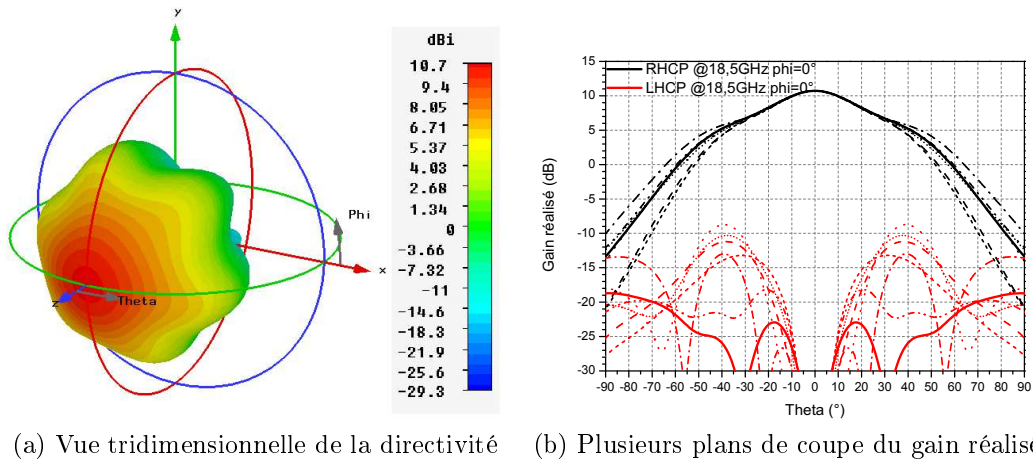 y
dBi
10.7
9.4
8.05
6.71
5.37
4.03
2.68
1.34
0
-3.66
-7.32
-11
-14.6
-18.3
-21.9
-25.6
-29.3
Phi
x
Theta
z
RHCP @18,5GHz phi=0°
LHCP @18,5GHz phi=0°
Gain réalisé (dB)
15
10
5
0
-5
-10
-15
-20
-25
-30
-90 -80 -70 -60 -50 -40 -30 -20 -10 0 10 20 30 40 50 60 70 80 90
Theta (°)
(a) Vue tridimensionnelle de la directivité
(b) Plusieurs plans de coupe du gain réalisé